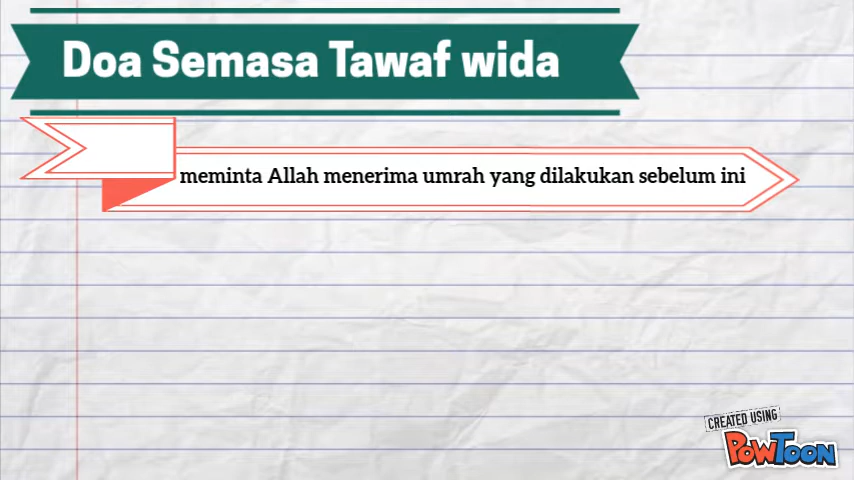 Doa Semasa Tawaf wida
meminta Allah menerima umrah yang dilakukan sebelum ini
CREATED USING
POWTOON